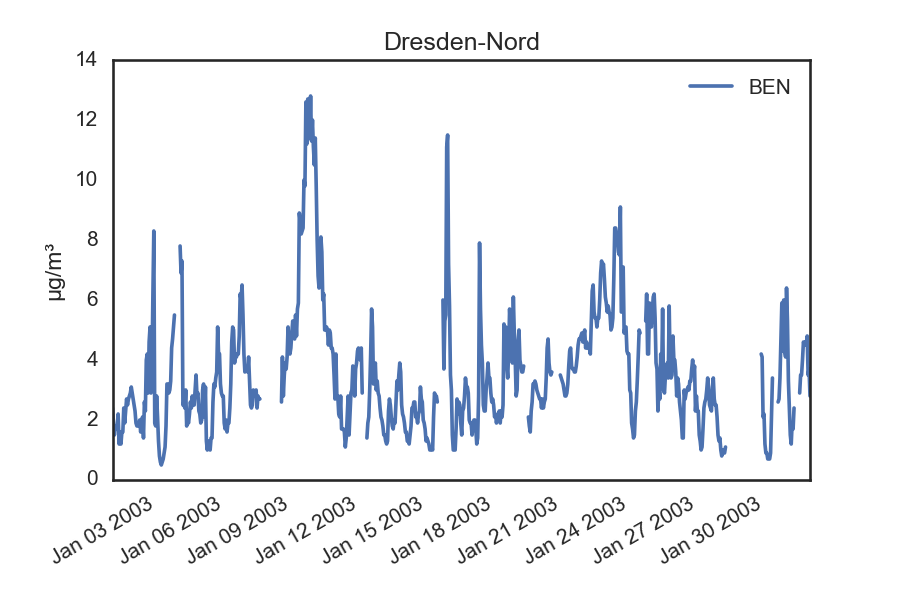 Dresden-Nord
BEN
µg/m³
14
12
10
8
6
4
2
0
Jan 03 2003
Jan 06 2003
Jan 09 2003
Jan 12 2003
Jan 15 2003
Jan 18 2003
Jan 21 2003
Jan 24 2003
Jan 27 2003
Jan 30 2003